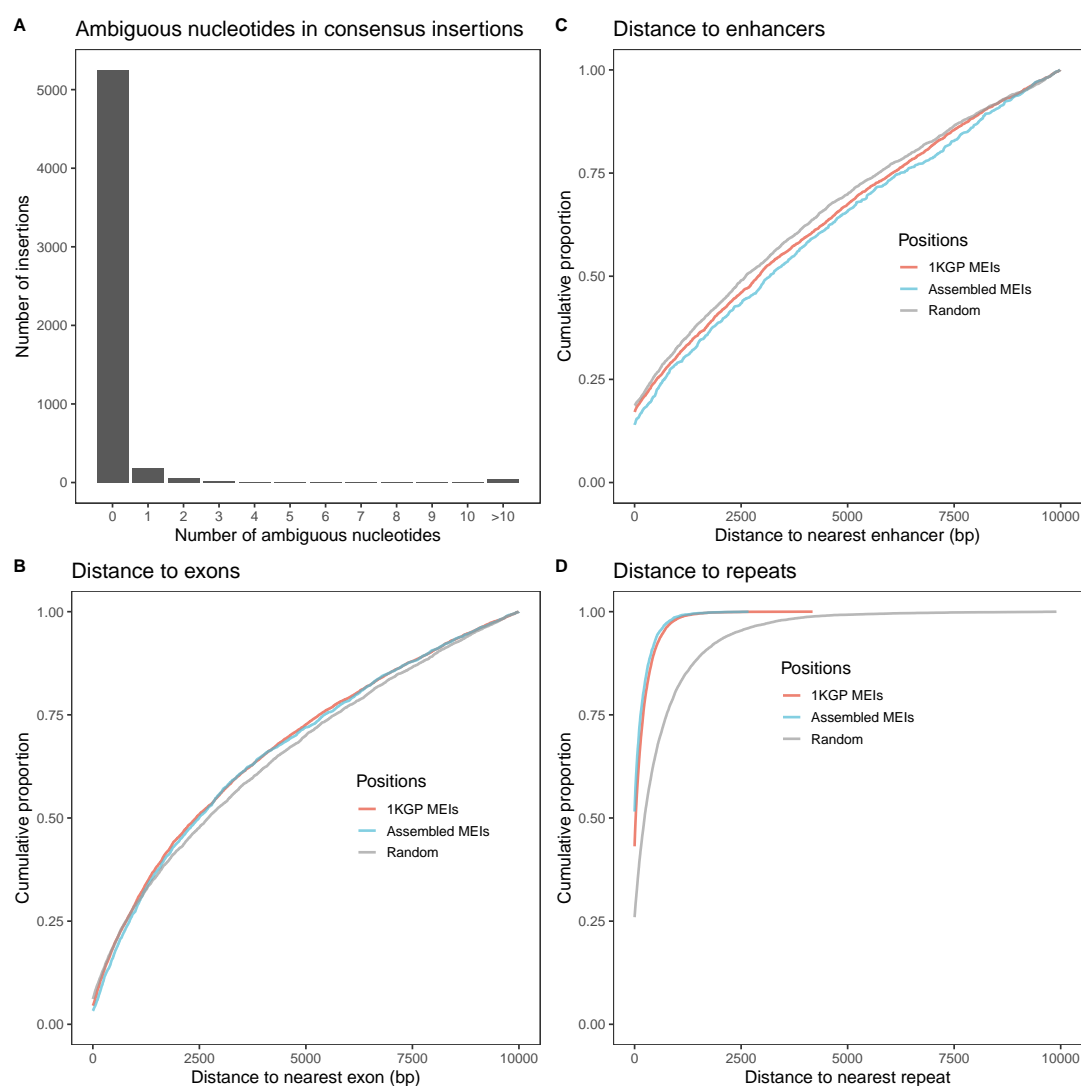 A
Ambiguous nucleotides in consensus insertions
Number of insertions
5000
4000
3000
2000
1000
0
0 1 2 3 4 5 6 7 8 9 10 >10
Number of ambiguous nucleotides
C
Distance to enhancers
Cumulative proportion
1.00
0.75
0.50
0.25
0.00
Positions
1KGP MEIs
Assembled MEIs
Random
0 2500 5000 7500 10000
Distance to nearest enhancer (bp)
B
Distance to exons
Cumulative proportion
1.00
0.75
0.50
0.25
0.00
Positions
1KGP MEIs
Assembled MEIs
Random
0 2500 5000 7500 10000
Distance to nearest exon (bp)
D
Distance to repeats
Cumulative proportion
1.00
0.75
0.50
0.25
0.00
Positions
1KGP MEIs
Assembled MEIs
Random
0 2500 5000 7500 10000
Distance to nearest repeat